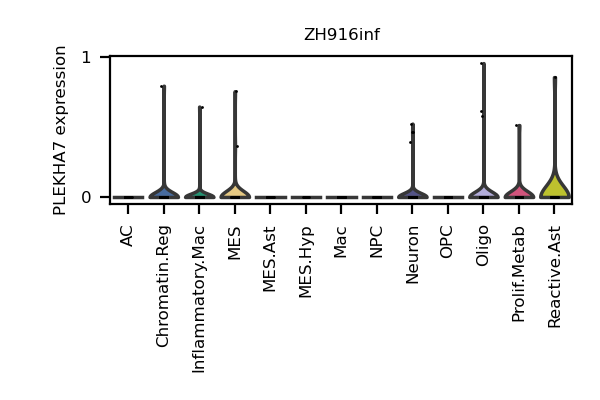 ZH916inf
PLEKHA7 expression
1
0
AC
Chromatin.Reg
Inflammatory.Mac
MES
MES.Ast
MES.Hyp
Mac
NPC
Neuron
OPC
Oligo
Prolif.Metab
Reactive.Ast